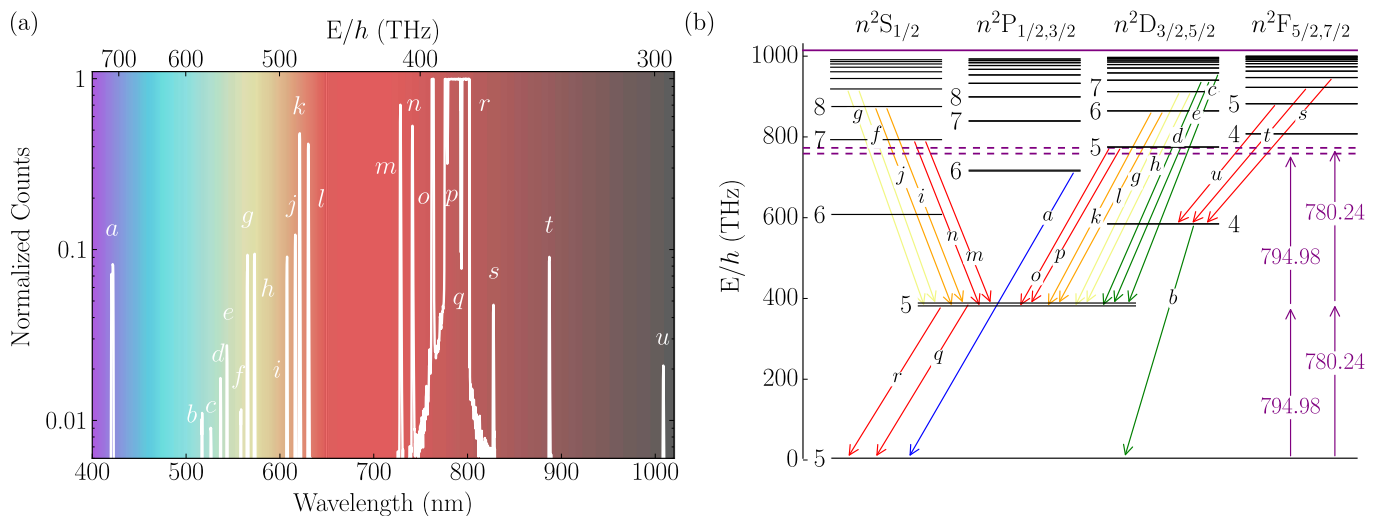 (a)
E/h (THz)
700 600 500 400 300
Normalized Counts
1
0.1
0.01
a b c d e f g h i j k l m n o p q r s t u
400 500 600 700 800 900 1000
Wavelength (nm)
(b)
n²S₁/₂ n²P₁/₂,₃/₂ n²D₃/₂,₅/₂ n²F₅/₂,₇/₂
E/h (THz)
1000
800
600
400
200
0
8 7 6
8 7 6
7 6 5
5 4
4
5
5
g f j i n m
a
c e d h g l k p o
s t u
b
r q
780.24
794.98
780.24
794.98